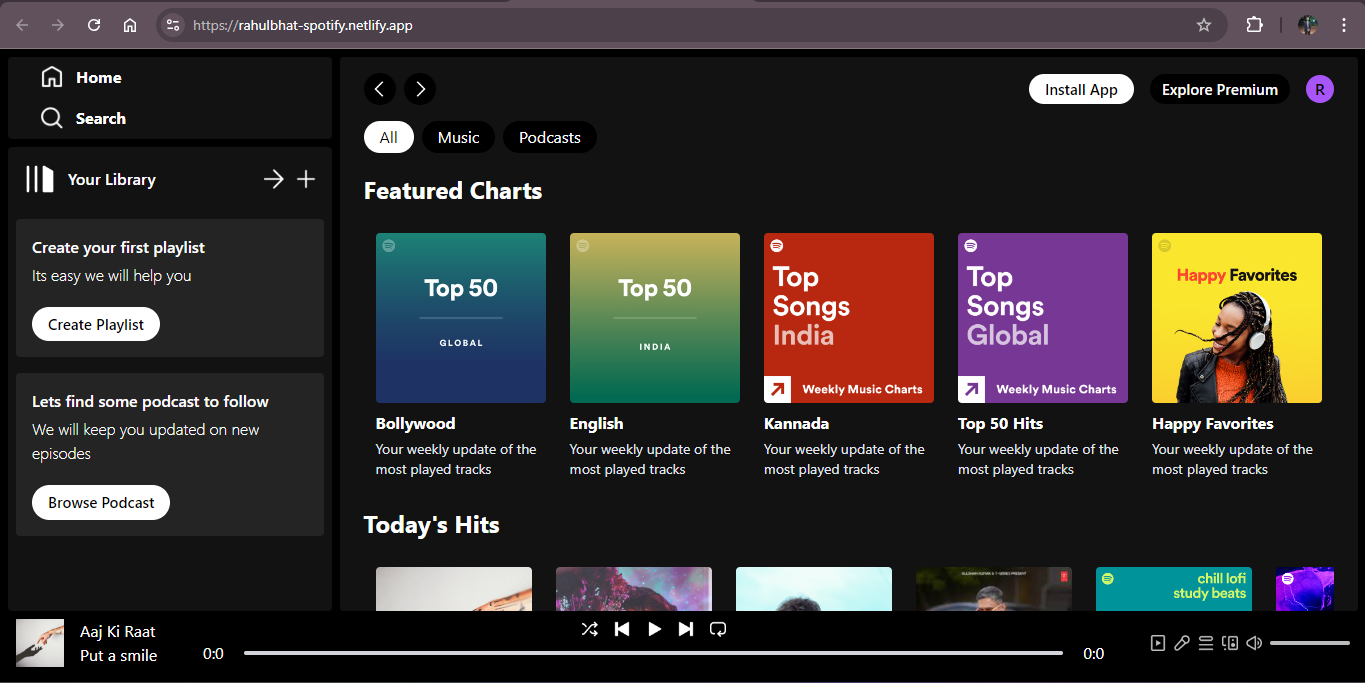 https://rahulbhat-spotify.netlify.app
Home
Search
Your Library
Create your first playlist
Its easy we will help you
Create Playlist
Lets find some podcast to follow
We will keep you updated on new
episodes
Browse Podcast
Install App
Explore Premium
R
All
Music
Podcasts
Featured Charts
Top 50
GLOBAL
Bollywood
Your weekly update of the
most played tracks
Top 50
INDIA
English
Your weekly update of the
most played tracks
Top
Songs
India
Weekly Music Charts
Kannada
Your weekly update of the
most played tracks
Top
Songs
Global
Weekly Music Charts
Top 50 Hits
Your weekly update of the
most played tracks
Happy Favorites
Happy Favorites
Your weekly update of the
most played tracks
Today's Hits
chill lofi
study beats
Aaj Ki Raat
Put a smile
0:0
0:0